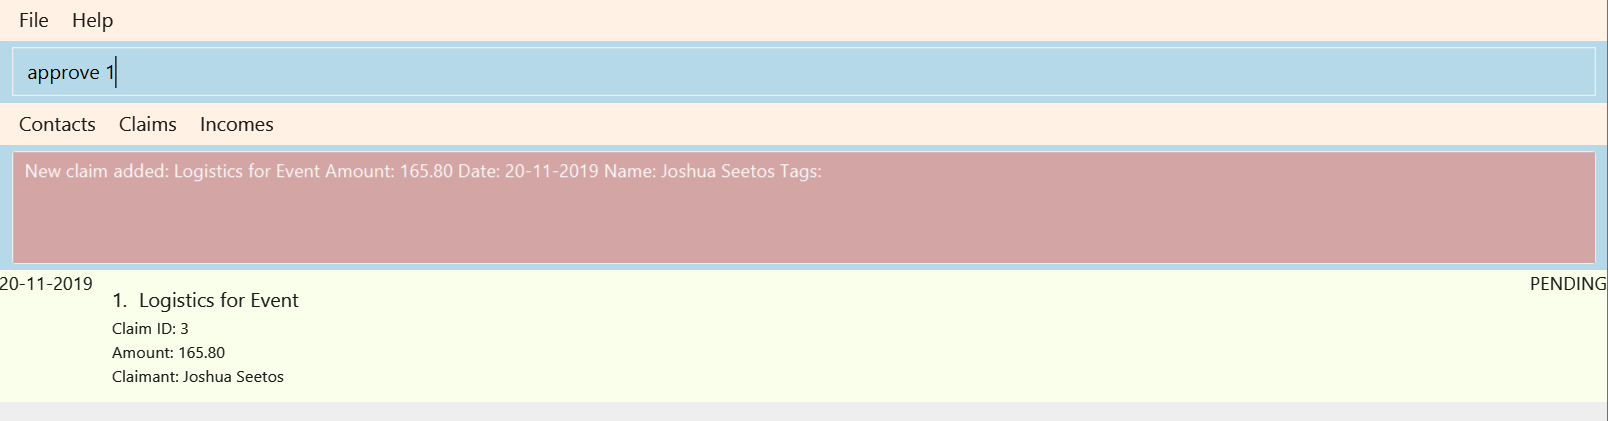 File Help
approve 1
Contacts Claims Incomes
New claim added: Logistics for Event Amount: 165.80 Date: 20-11-2019 Name: Joshua Seetos Tags:
20-11-2019 PENDING
1. Logistics for Event
Claim ID: 3
Amount: 165.80
Claimant: Joshua Seetos